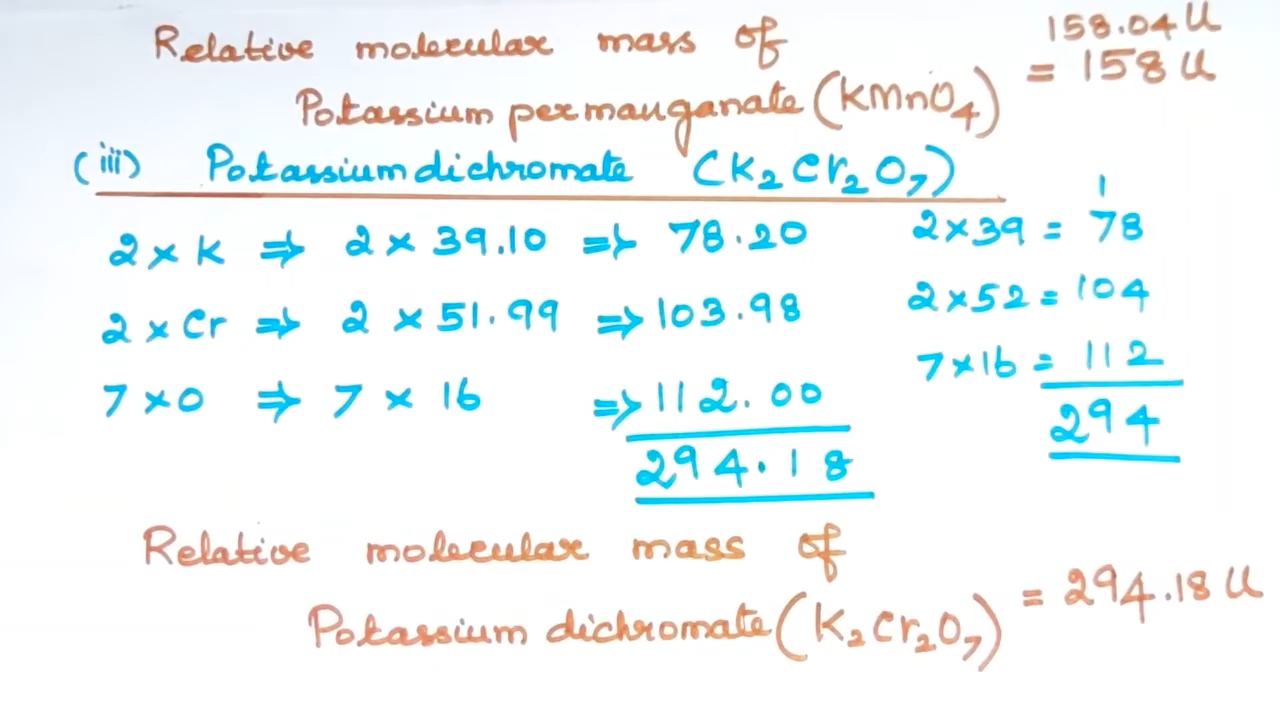 Relative molecular mass of 158.04 U
Potassium permanganate (KMnO₄) = 158 U
(iii) Potassium dichromate (K₂Cr₂O₇)
1
2 × K ⇒ 2 × 39.10 ⇒ 78.20 2×39 = 78
2 × Cr ⇒ 2 × 51.99 ⇒ 103.98 2×52 = 104
7 × O ⇒ 7 × 16 ⇒ 112.00 7×16 = 112
294.18 294
Relative molecular mass of
Potassium dichromate (K₂Cr₂O₇) = 294.18 U